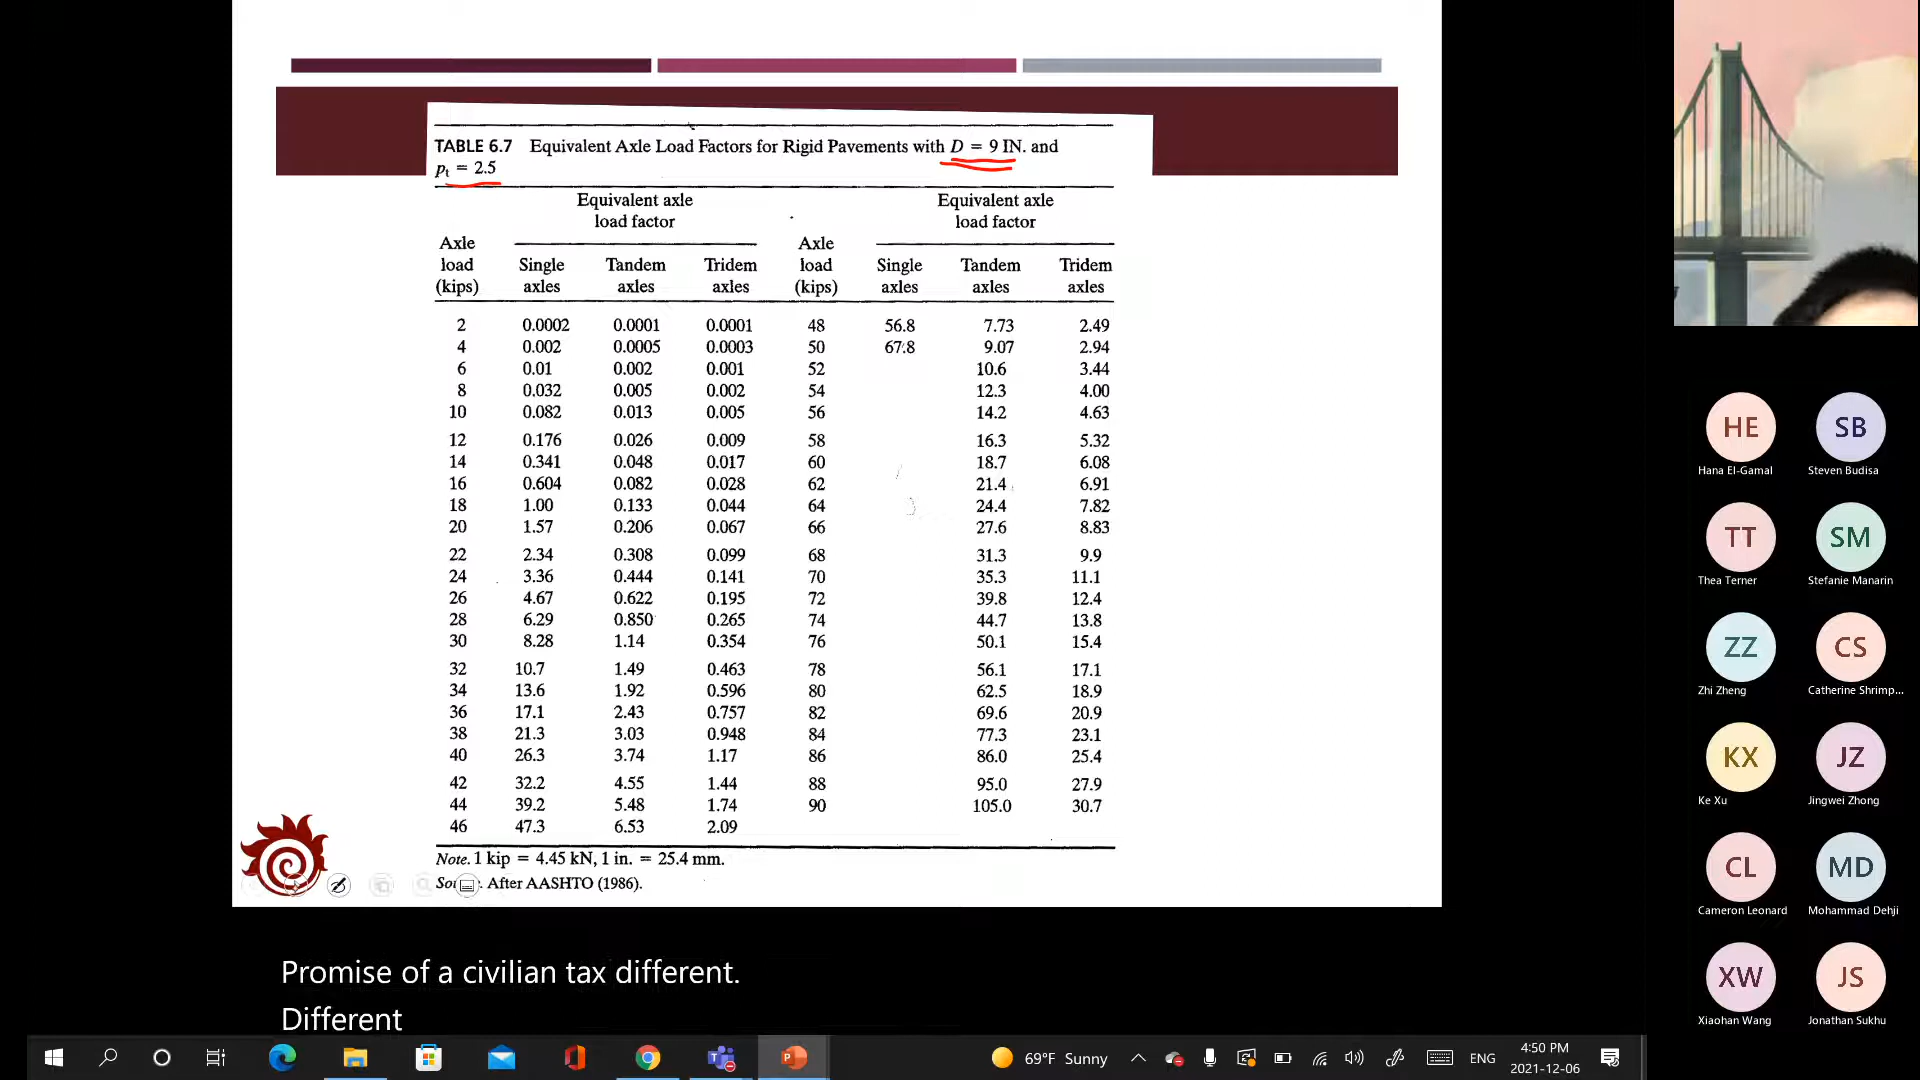 TABLE 6.7 Equivalent Axle Load Factors for Rigid Pavements with D = 9 IN. and
pt = 2.5
Equivalent axle load factor Equivalent axle load factor
Axle load (kips) Single axles Tandem axles Tridem axles Axle load (kips) Single axles Tandem axles Tridem axles
2 0.0002 0.0001 0.0001 48 56.8 7.73 2.49
4 0.002 0.0005 0.0003 50 67.8 9.07 2.94
6 0.01 0.002 0.001 52 10.6 3.44
8 0.032 0.005 0.002 54 12.3 4.00
10 0.082 0.013 0.005 56 14.2 4.63
12 0.176 0.026 0.009 58 16.3 5.32
14 0.341 0.048 0.017 60 18.7 6.08
16 0.604 0.082 0.028 62 21.4 6.91
18 1.00 0.133 0.044 64 24.4 7.82
20 1.57 0.206 0.067 66 27.6 8.83
22 2.34 0.308 0.099 68 31.3 9.9
24 3.36 0.444 0.141 70 35.3 11.1
26 4.67 0.622 0.195 72 39.8 12.4
28 6.29 0.850 0.265 74 44.7 13.8
30 8.28 1.14 0.354 76 50.1 15.4
32 10.7 1.49 0.463 78 56.1 17.1
34 13.6 1.92 0.596 80 62.5 18.9
36 17.1 2.43 0.757 82 69.6 20.9
38 21.3 3.03 0.948 84 77.3 23.1
40 26.3 3.74 1.17 86 86.0 25.4
42 32.2 4.55 1.44 88 95.0 27.9
44 39.2 5.48 1.74 90 105.0 30.7
46 47.3 6.53 2.09
Note. 1 kip = 4.45 kN, 1 in. = 25.4 mm.
After AASHTO (1986).
Promise of a civilian tax different.
Different
HE SB
Hana El-Gamal Steven Budisa
TT SM
Thea Terner Stefanie Manarin
ZZ CS
Zhi Zheng Catherine Shrimp...
KX JZ
Ke Xu Jingwei Zhong
CL MD
Cameron Leonard Mohammad Dehji
XW JS
Xiaohan Wang Jonathan Sukhu
69°F Sunny ENG 4:50 PM
2021-12-06